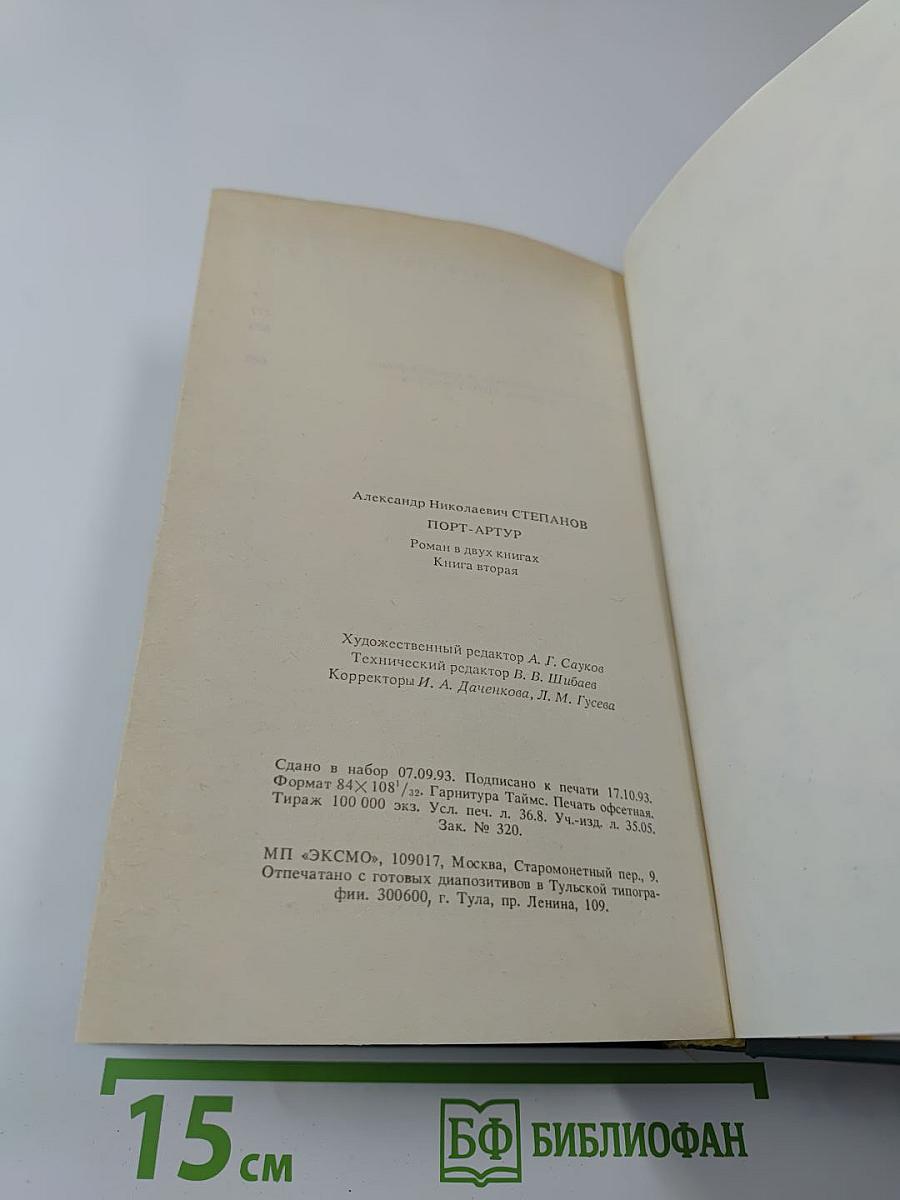 Александр Николаевич СТЕПАНОВ
ПОРТ-АРТУР
Роман в двух книгах
Книга вторая
Художественный редактор А. Г. Сауков
Технический редактор В. В. Шибаев
Корректоры И. А. Даченкова, Л. М. Гусева
Сдано в набор 07.09.93. Подписано к печати 17.10.93.
Формат 84×108¹/₃₂. Гарнитура Таймс. Печать офсетная.
Тираж 100 000 экз. Усл. печ. л. 36.8. Уч.-изд. л. 35.05.
Зак. № 320.
МП «ЭКСМО», 109017, Москва, Старомонетный пер., 9.
Отпечатано с готовых диапозитивов в Тульской типогра-
фии. 300600, г. Тула, пр. Ленина, 109.
15 см
БФ БИБЛИОФАН